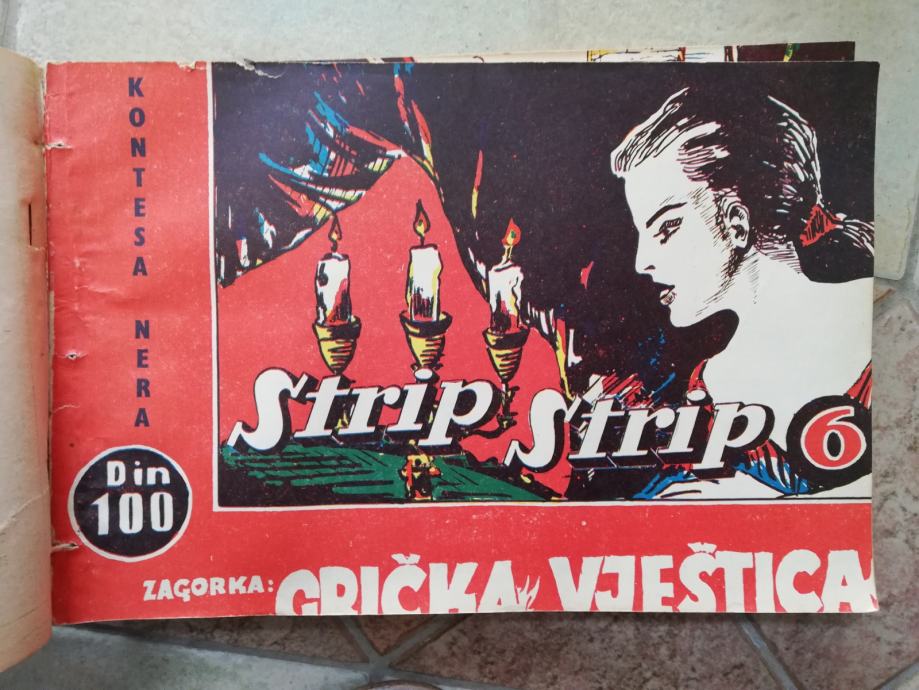 KONTESA NERA
Strip Strip 6
Din
100
ZAGORKA: GRIČKA VJEŠTICA